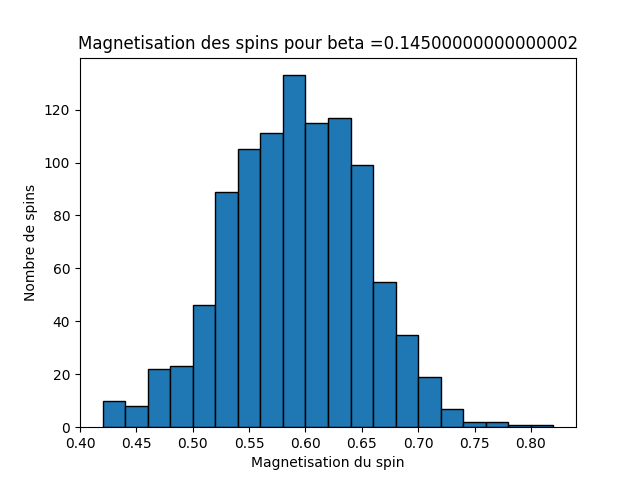 Magnetisation des spins pour beta =0.14500000000000002
Nombre de spins
120
100
80
60
40
20
0
0.40 0.45 0.50 0.55 0.60 0.65 0.70 0.75 0.80
Magnetisation du spin